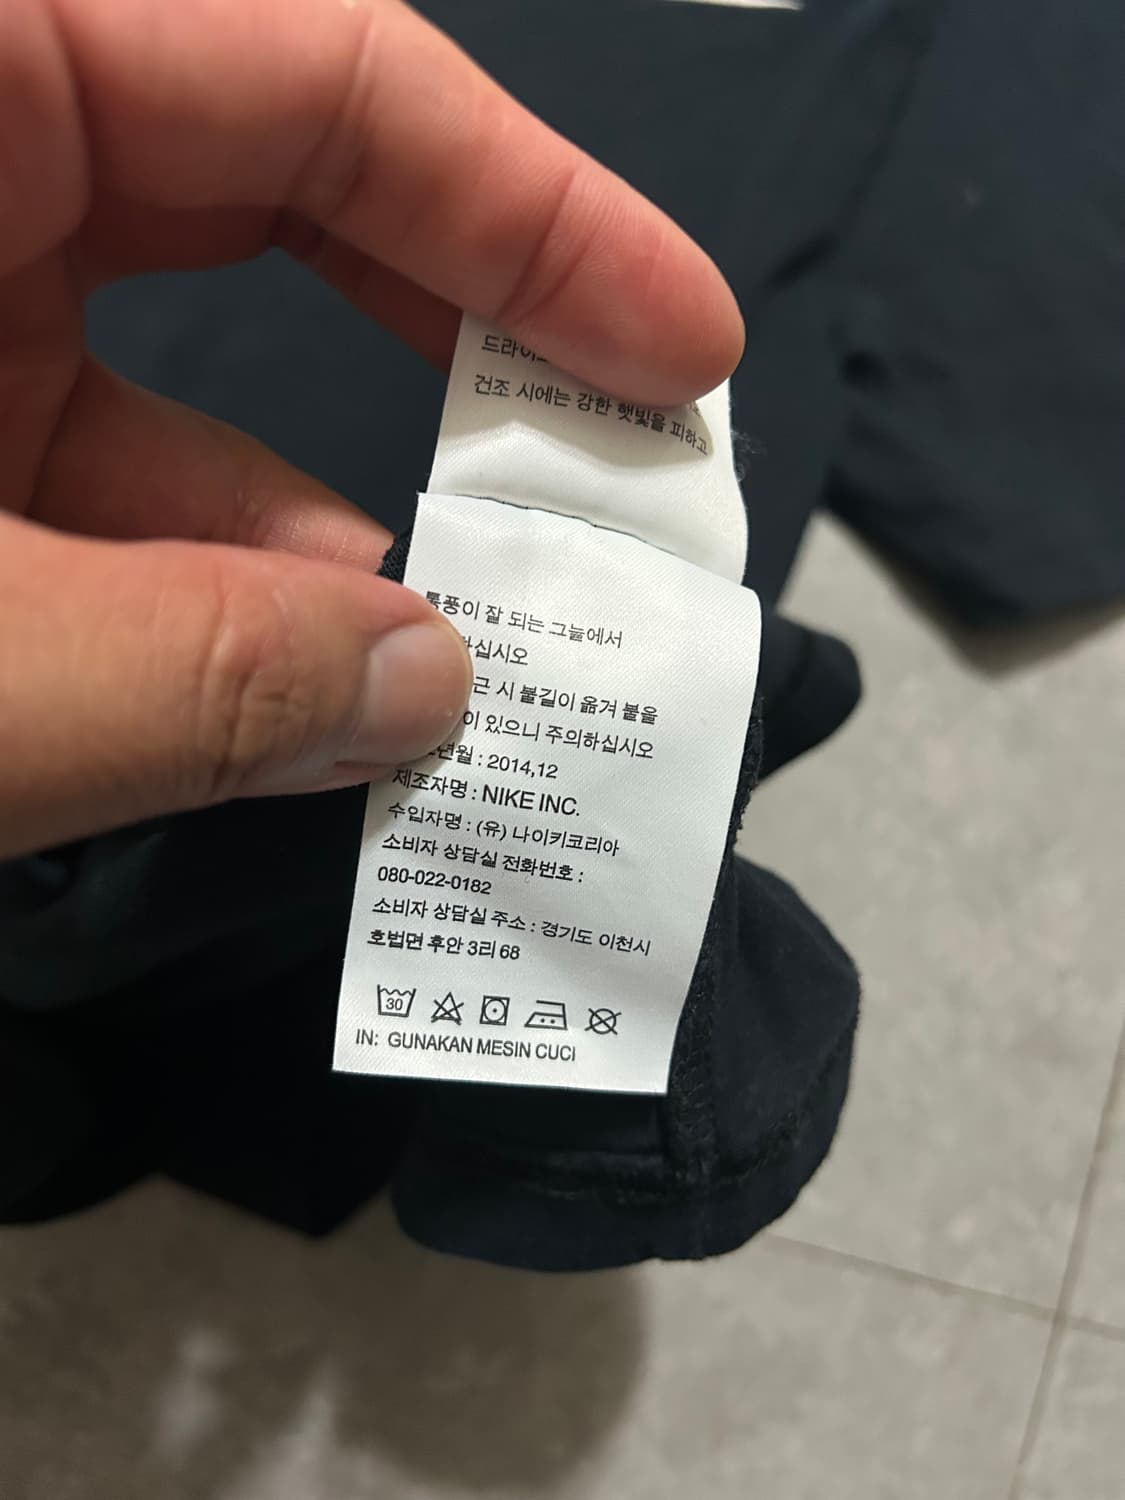 건조 시에는 강한 햇빛을 피하고
통풍이 잘 되는 그늘에서
하십시오
시 불길이 옮겨 붙을
이 있으니 주의하십시오
년월 : 2014,12
제조자명 : NIKE INC.
수입자명 : (유) 나이키코리아
소비자 상담실 전화번호 :
080-022-0182
소비자 상담실 주소 : 경기도 이천시
호법면 후안 3리 68
30
IN: GUNAKAN MESIN CUCI